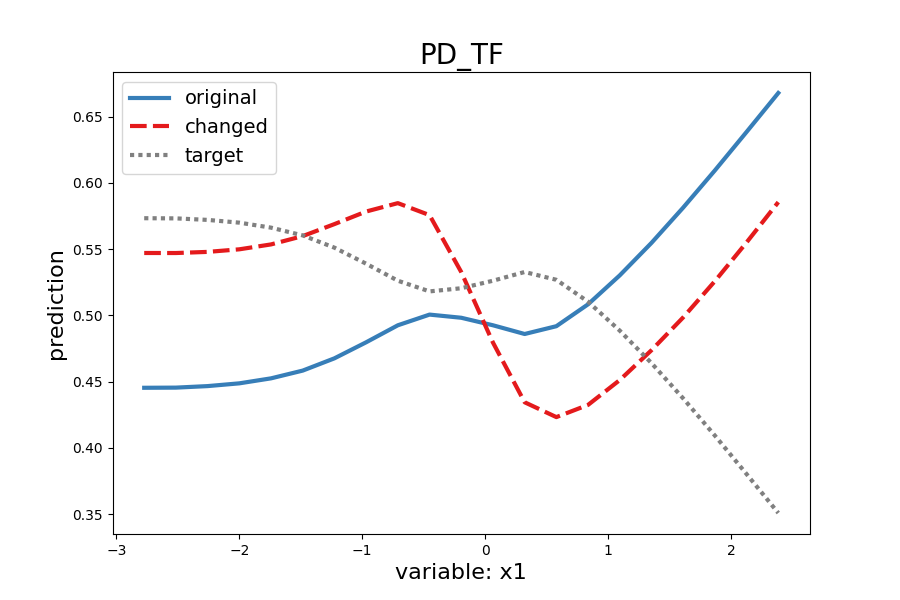 PD_TF
original
changed
target
prediction
0.65
0.60
0.55
0.50
0.45
0.40
0.35
−3
−2
−1
0
1
2
variable: x1